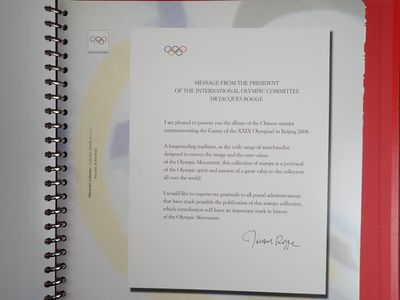 MESSAGE FROM THE PRESIDENT
OF THE INTERNATIONAL OLYMPIC COMMITTEE
DR JACQUES ROGGE
I am pleased to present you the album of the Chinese stamps
commemorating the Games of the XXIX Olympiad in Beijing 2008.
A longstanding tradition, as the wide range of merchandise
designed to convey the image and the core values
of the Olympic Movement, this collection of stamps is a portrayal
of the Olympic spirit and passion of a great value to the collectors
all over the world.
I would like to express my gratitude to all postal administrations
that have made possible the publication of this stamps collection,
which contribution will leave an important mark in history
of the Olympic Movement.
Jacques Rogge